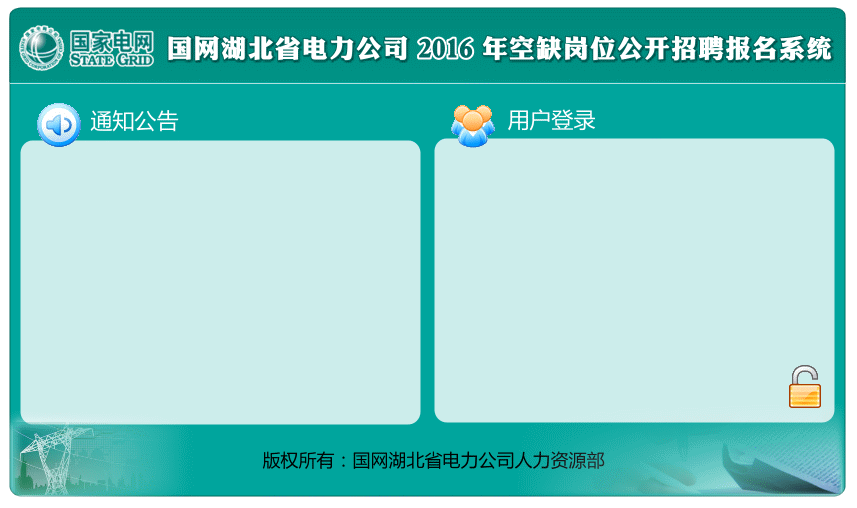 国家电网
STATE GRID
国网湖北省电力公司 2016 年空缺岗位公开招聘报名系统
通知公告
用户登录
版权所有：国网湖北省电力公司人力资源部